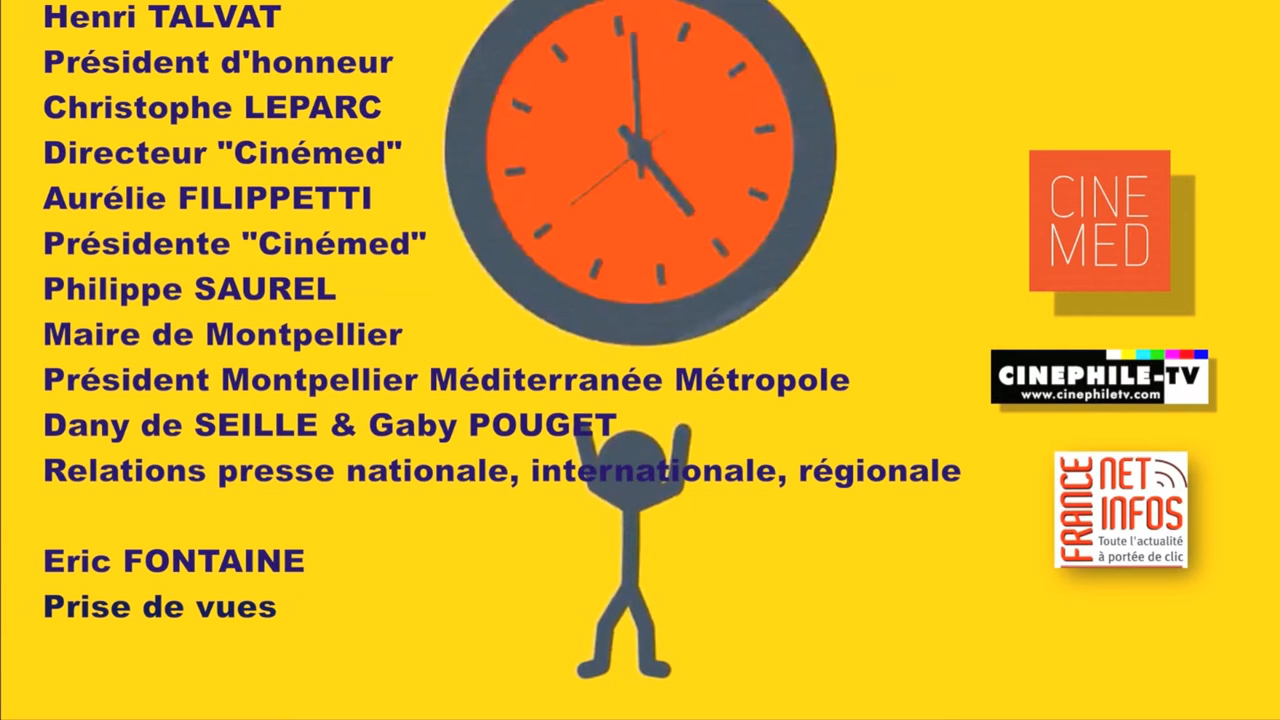 Henri TALVAT
Président d'honneur
Christophe LEPARC
Directeur "Cinémed"
Aurélie FILIPPETTI
Présidente "Cinémed"
Philippe SAUREL
Maire de Montpellier
Président Montpellier Méditerranée Métropole
Dany de SEILLE & Gaby POUGET
Relations presse nationale, internationale, régionale
Eric FONTAINE
Prise de vues
CINE
MED
CINEPHILE-TV
www.cinephiletv.com
FRANCE
NET
INFOS
Toute l'actualité
à portée de clic